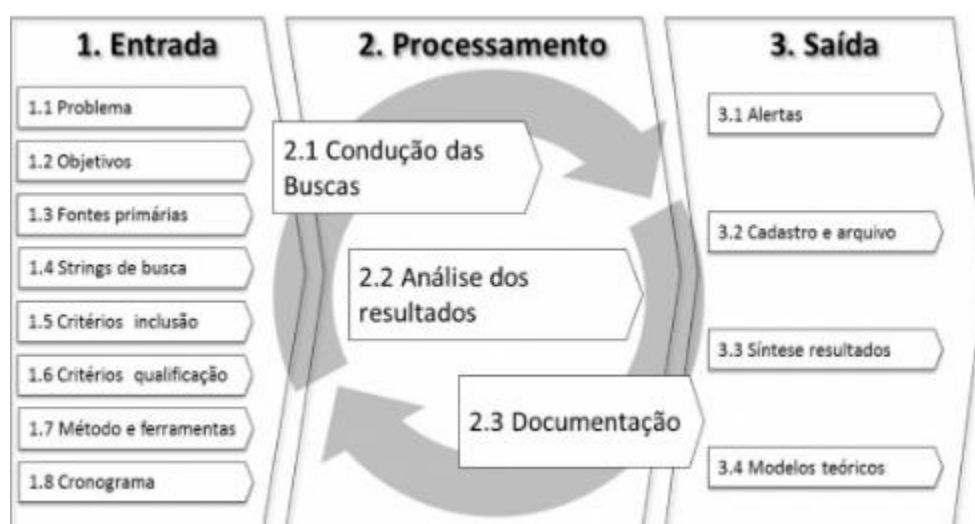 1. Entrada
1.1 Problema
1.2 Objetivos
1.3 Fontes primárias
1.4 Strings de busca
1.5 Critérios inclusão
1.6 Critérios qualificação
1.7 Método e ferramentas
1.8 Cronograma
2. Processamento
2.1 Condução das
Buscas
2.2 Análise dos
resultados
2.3 Documentação
3. Saída
3.1 Alertas
3.2 Cadastro e arquivo
3.3 Síntese resultados
3.4 Modelos teóricos